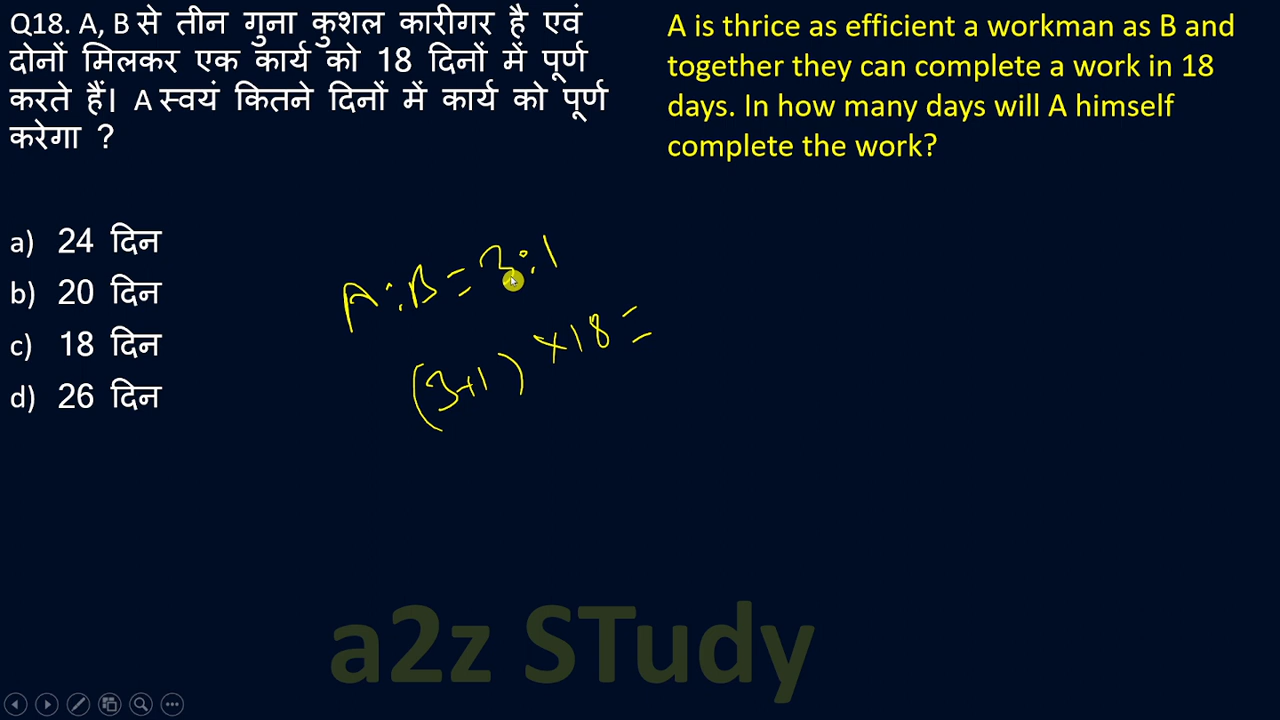 Q18. A, B से तीन गुना कुशल कारीगर है एवं
दोनों मिलकर एक कार्य को 18 दिनों में पूर्ण
करते हैं। A स्वयं कितने दिनों में कार्य को पूर्ण
करेगा ?
A is thrice as efficient a workman as B and
together they can complete a work in 18
days. In how many days will A himself
complete the work?
a) 24 दिन
b) 20 दिन
c) 18 दिन
d) 26 दिन
A:B=3:1
(3+1)×18=
a2z STudy